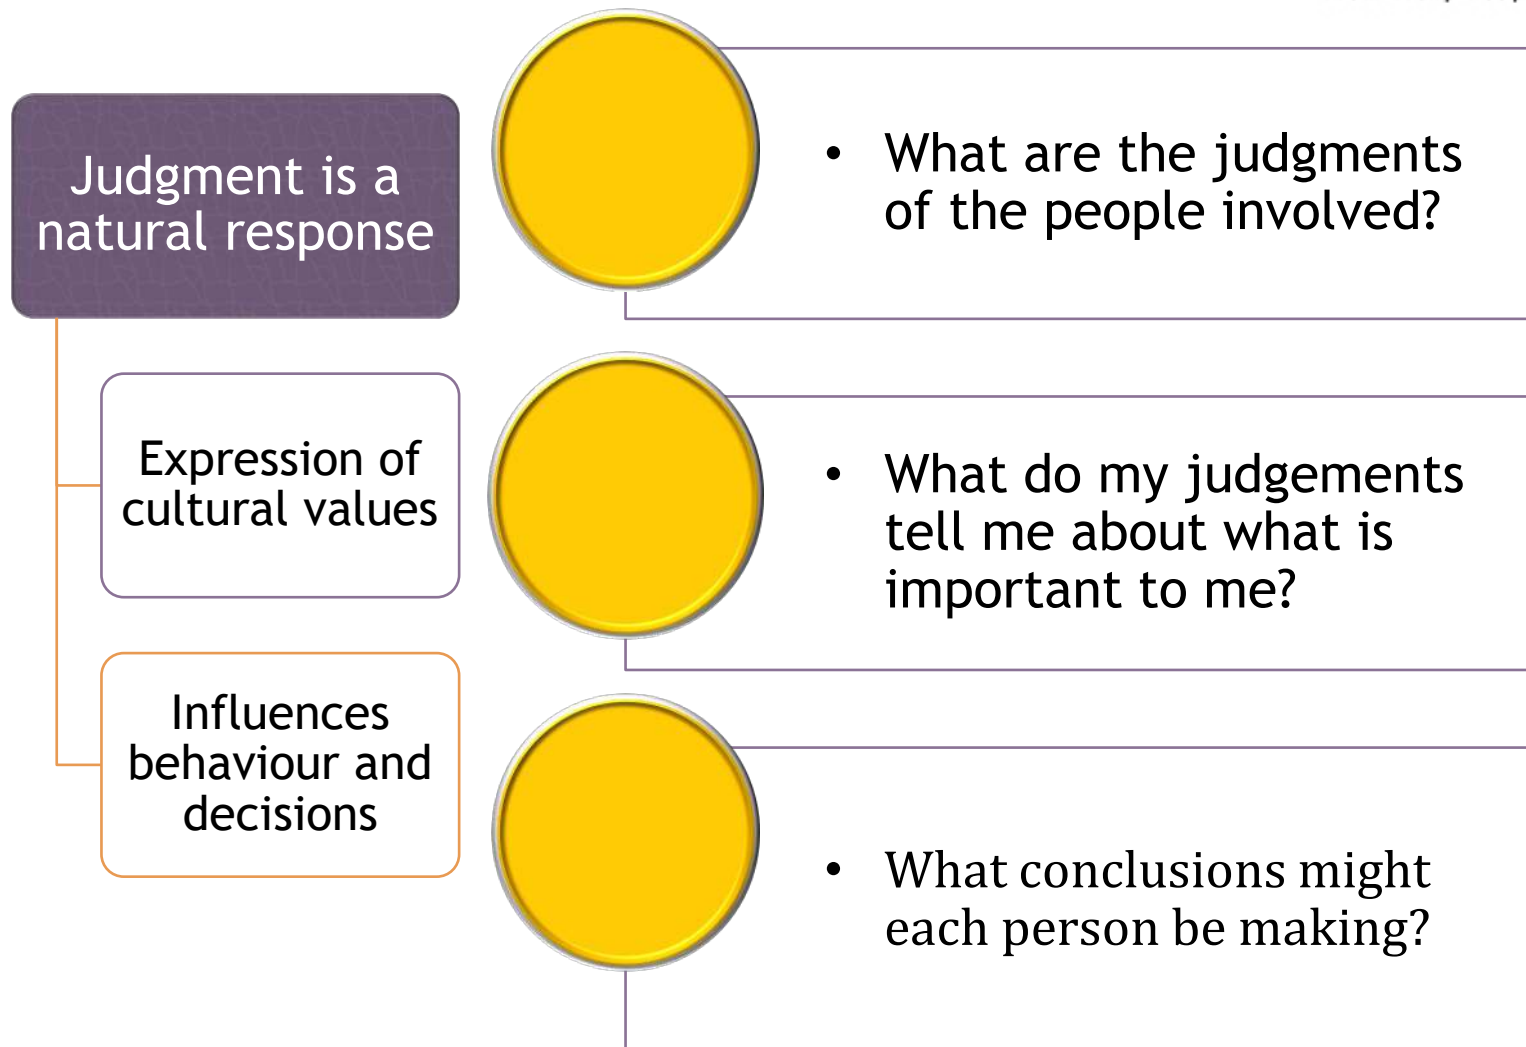 Judgment is a
natural response
Expression of
cultural values
Influences
behaviour and
decisions
• What are the judgments
of the people involved?
• What do my judgements
tell me about what is
important to me?
• What conclusions might
each person be making?